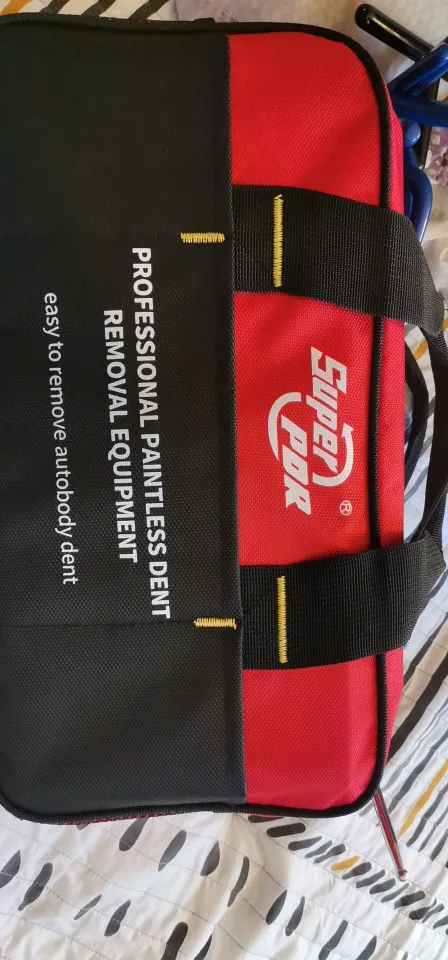 Super
PDR®
PROFESSIONAL PAINTLESS DENT
REMOVAL EQUIPMENT
easy to remove autobody dent